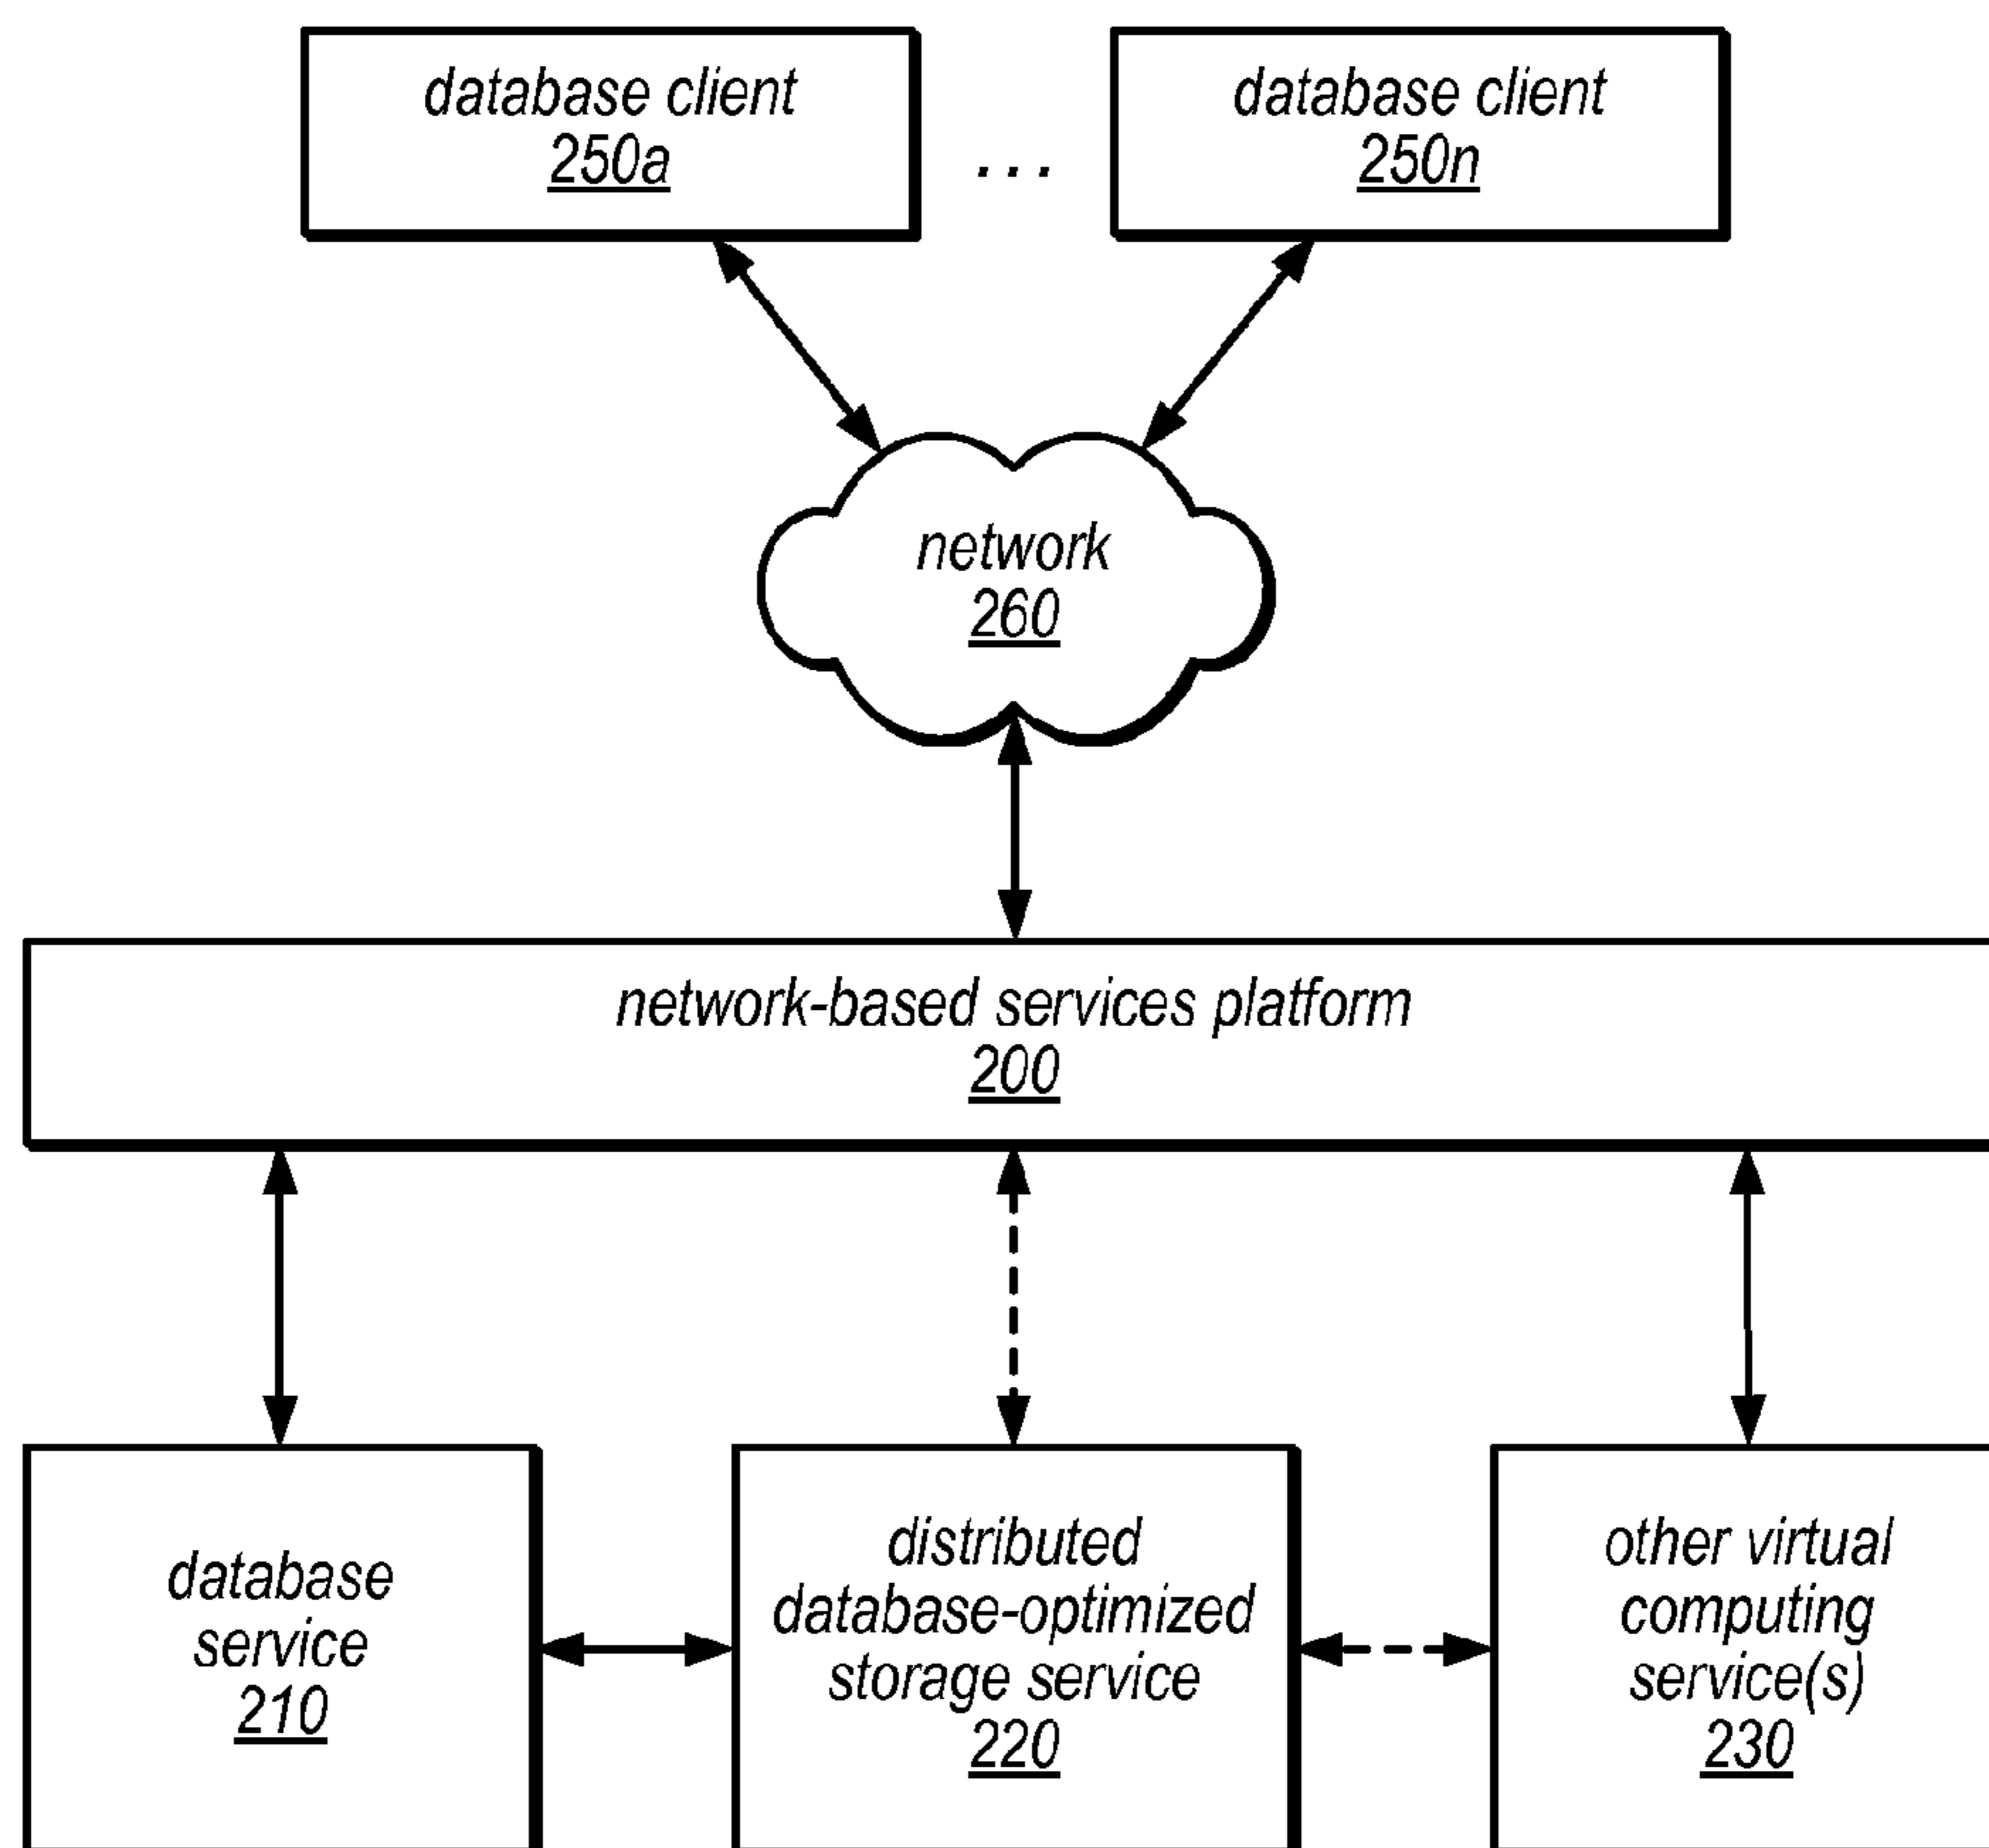 database client
250a
...
database client
250n
network
260
network-based services platform
200
database
service
210
distributed
database-optimized
storage service
220
other virtual
computing
service(s)
230